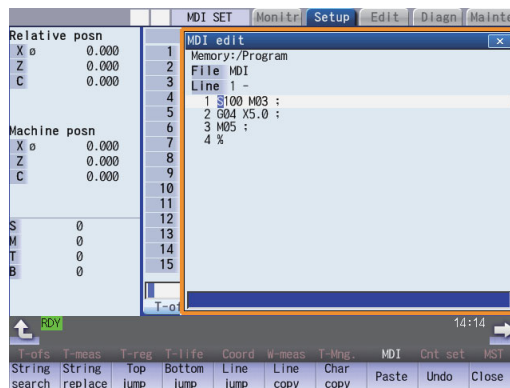 MDI SET Monitr Setup Edit Diagn Mainte
Relative posn
X ø 0.000
Z 0.000
C 0.000
Machine posn
X ø 0.000
Z 0.000
C 0.000
S 0
M 0
T 0
B 0
1
2
3
4
5
6
7
8
9
10
11
12
13
14
15
T-of
MDI edit ×
Memory:/Program
File MDI
Line 1 -
1 S100 M03 ;
2 G04 X5.0 ;
3 M05 ;
4 %
RDY 14:14
T-ofs T-meas T-reg T-life Coord W-meas T-Mng. MDI Cnt set MST
String search String replace Top jump Bottom jump Line jump Line copy Char copy Paste Undo Close